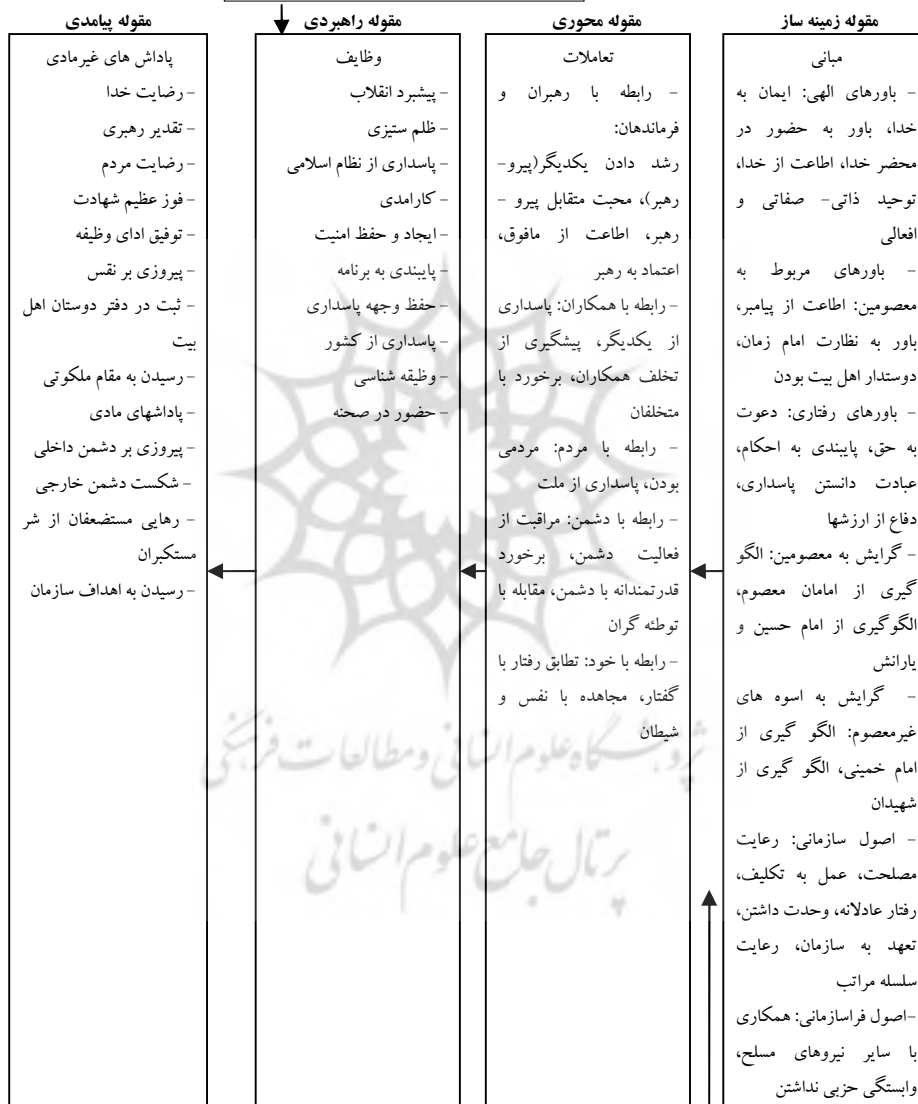 مقوله زمینه ساز
مبانی
- باورهای الهی: ایمان به
خدا، باور به حضور در
محضر خدا، اطاعت از خدا،
توحید ذاتی- صفاتی و
افعالی
- باورهای مربوط به
معصومین: اطاعت از پیامبر،
باور به نظارت امام زمان،
دوستدار اهل بیت بودن
- باورهای رفتاری: دعوت
به حق، پایبندی به احکام،
عبادت دانستن پاسداری،
دفاع از ارزشها
- گرایش به معصومین: الگو
گیری از امامان معصوم،
الگوگیری از امام حسین و
یارانش
- گرایش به اسوه های
غیرمعصوم: الگو گیری از
امام خمینی، الگو گیری از
شهیدان
- اصول سازمانی: رعایت
مصلحت، عمل به تکلیف،
رفتار عادلانه، وحدت داشتن،
تعهد به سازمان، رعایت
سلسله مراتب
-اصول فراسازمانی: همکاری
با سایر نیروهای مسلح،
وابستگی حزبی نداشتن
مقوله محوری
تعاملات
- رابطه با رهبران و
فرماندهان:
رشد دادن یکدیگر(پیرو-
رهبر)، محبت متقابل پیرو -
رهبر، اطاعت از مافوق،
اعتماد به رهبر
- رابطه با همکاران: پاسداری
از یکدیگر، پیشگیری از
تخلف همکاران، برخورد با
متخلفان
- رابطه با مردم: مردمی
بودن، پاسداری از ملت
- رابطه با دشمن: مراقبت از
فعالیت دشمن، برخورد
قدرتمندانه با دشمن، مقابله با
توطئه گران
- رابطه با خود: تطابق رفتار با
گفتار، مجاهده با نفس و
شیطان
مقوله راهبردی
وظایف
- پیشبرد انقلاب
- ظلم ستیزی
- پاسداری از نظام اسلامی
- کارامدی
- ایجاد و حفظ امنیت
- پایبندی به برنامه
- حفظ وجهه پاسداری
- پاسداری از کشور
- وظیفه شناسی
- حضور در صحنه
مقوله پیامدی
پاداش های غیرمادی
- رضایت خدا
- تقدیر رهبری
- رضایت مردم
- فوز عظیم شهادت
- توفیق ادای وظیفه
- پیروزی بر نفس
- ثبت در دفتر دوستان اهل
بیت
- رسیدن به مقام ملکوتی
- پاداشهای مادی
- پیروزی بر دشمن داخلی
- شکست دشمن خارجی
- رهایی مستضعفان از شر
مستکبران
- رسیدن به اهداف سازمان
پژوهشگاه علوم انسانی و مطالعات فرهنگی
پرتال جامع علوم انسانی